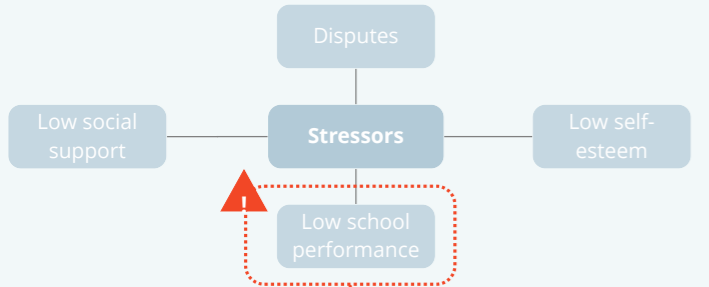 Disputes
Low social
support
Stressors
Low self-
esteem
!
Low school
performance